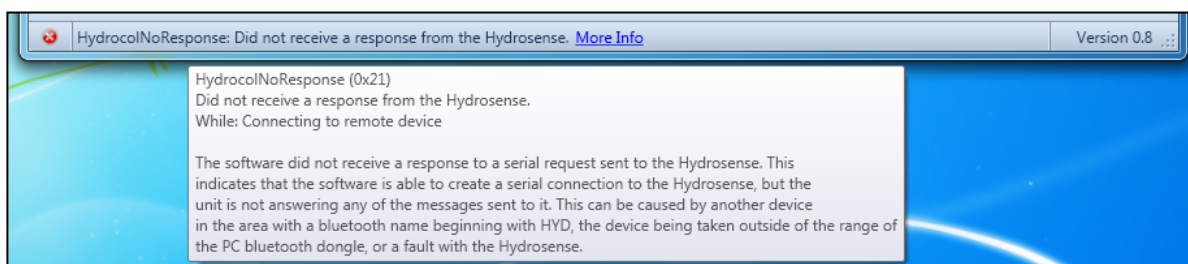 HydrocolNoResponse: Did not receive a response from the Hydrosense. More Info
Version 0.8
HydrocolNoResponse (0x21)
Did not receive a response from the Hydrosense.
While: Connecting to remote device
The software did not receive a response to a serial request sent to the Hydrosense. This
indicates that the software is able to create a serial connection to the Hydrosense, but the
unit is not answering any of the messages sent to it. This can be caused by another device
in the area with a bluetooth name beginning with HYD, the device being taken outside of the range of
the PC bluetooth dongle, or a fault with the Hydrosense.